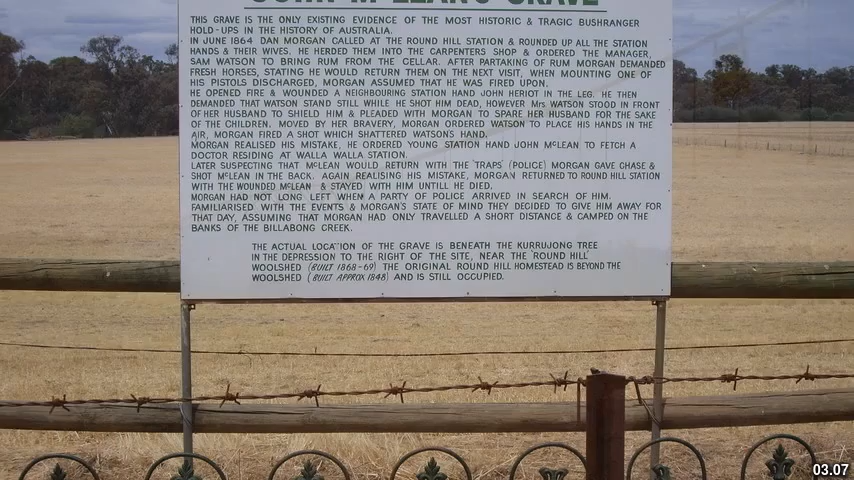 THIS GRAVE IS THE ONLY EXISTING EVIDENCE OF THE MOST HISTORIC & TRAGIC BUSHRANGER
HOLD-UPS IN THE HISTORY OF AUSTRALIA.
IN JUNE 1864 DAN MORGAN CALLED AT THE ROUND HILL STATION & ROUNDED UP ALL THE STATION
HANDS & THEIR WIVES. HE HERDED THEM INTO THE CARPENTERS SHOP & ORDERED THE MANAGER,
SAM WATSON TO BRING RUM FROM THE CELLAR. AFTER PARTAKING OF RUM MORGAN DEMANDED
FRESH HORSES, STATING HE WOULD RETURN THEM ON THE NEXT VISIT, WHEN MOUNTING ONE OF
HIS PISTOLS DISCHARGED, MORGAN ASSUMED THAT HE WAS FIRED UPON.
HE OPENED FIRE & WOUNDED A NEIGHBOURING STATION HAND JOHN HERIOT IN THE LEG. HE THEN
DEMANDED THAT WATSON STAND STILL WHILE HE SHOT HIM DEAD, HOWEVER Mrs WATSON STOOD IN FRONT
OF HER HUSBAND TO SHIELD HIM & PLEADED WITH MORGAN TO SPARE HER HUSBAND FOR THE SAKE
OF THE CHILDREN. MOVED BY HER BRAVERY, MORGAN ORDERED WATSON TO PLACE HIS HANDS IN THE
AIR, MORGAN FIRED A SHOT WHICH SHATTERED WATSON'S HAND.
MORGAN REALISED HIS MISTAKE, HE ORDERED YOUNG STATION HAND JOHN McLEAN TO FETCH A
DOCTOR RESIDING AT WALLA WALLA STATION.
LATER SUSPECTING THAT McLEAN WOULD RETURN WITH THE 'TRAPS' (POLICE) MORGAN GAVE CHASE &
SHOT McLEAN IN THE BACK. AGAIN REALISING HIS MISTAKE, MORGAN RETURNED TO ROUND HILL STATION
WITH THE WOUNDED McLEAN & STAYED WITH HIM UNTILL HE DIED.
MORGAN HAD NOT LONG LEFT WHEN A PARTY OF POLICE ARRIVED IN SEARCH OF HIM.
FAMILIARISED WITH THE EVENTS & MORGAN'S STATE OF MIND THEY DECIDED TO GIVE HIM AWAY FOR
THAT DAY, ASSUMING THAT MORGAN HAD ONLY TRAVELLED A SHORT DISTANCE & CAMPED ON THE
BANKS OF THE BILLABONG CREEK.
THE ACTUAL LOCATION OF THE GRAVE IS BENEATH THE KURRUJONG TREE
IN THE DEPRESSION TO THE RIGHT OF THE SITE, NEAR THE 'ROUND HILL'
WOOLSHED (BUILT 1868-69) THE ORIGINAL ROUND HILL HOMESTEAD IS BEYOND THE
WOOLSHED (BUILT APPROX 1848) AND IS STILL OCCUPIED.
03.07